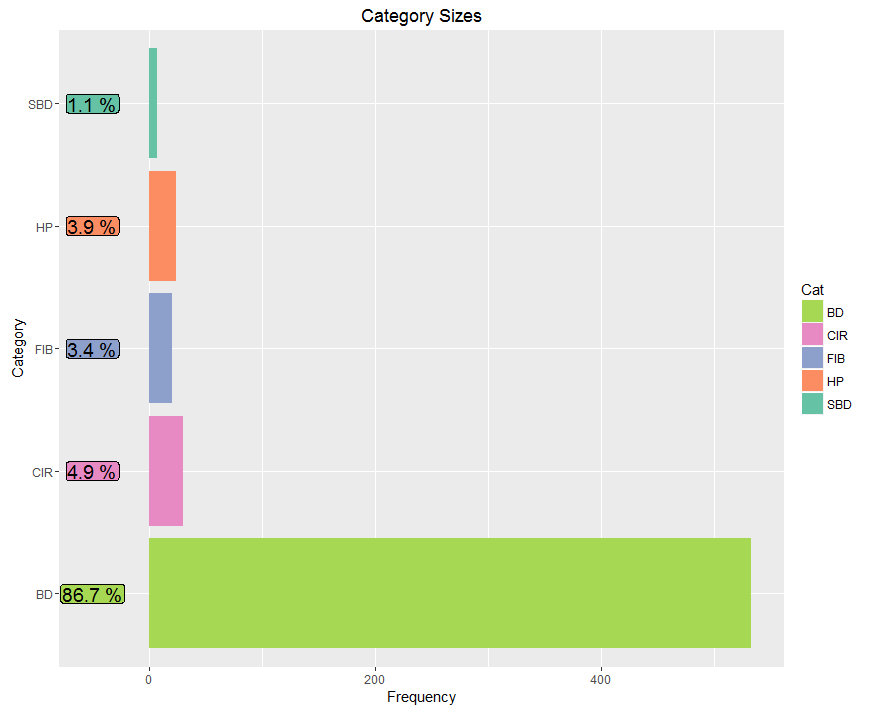 Category Sizes
SBD
1.1 %
HP
3.9 %
FIB
3.4 %
CIR
4.9 %
BD
86.7 %
Category
0
200
400
Frequency
Cat
BD
CIR
FIB
HP
SBD